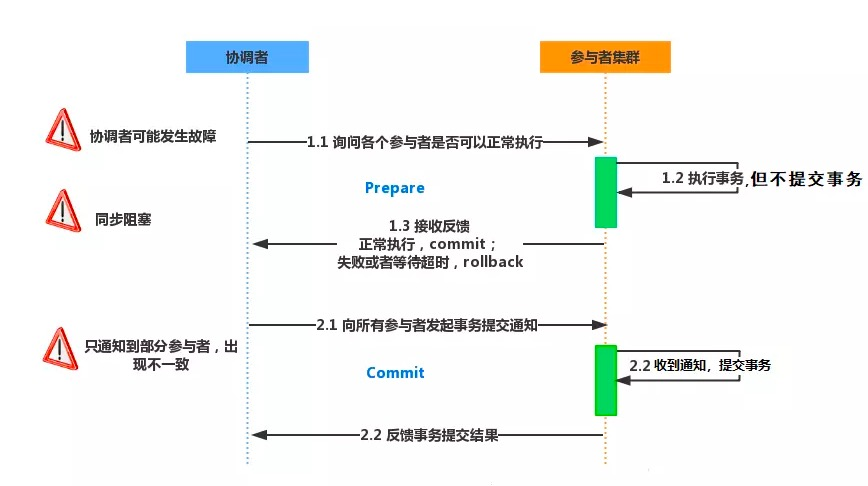 协调者
参与者集群
协调者可能发生故障
1.1 询问各个参与者是否可以正常执行
1.2 执行事务,但不提交事务
Prepare
同步阻塞
1.3 接收反馈
正常执行，commit；
失败或者等待超时，rollback
2.1 向所有参与者发起事务提交通知
只通知到部分参与者，出
现不一致
Commit
2.2 收到通知，提交事务
2.2 反馈事务提交结果